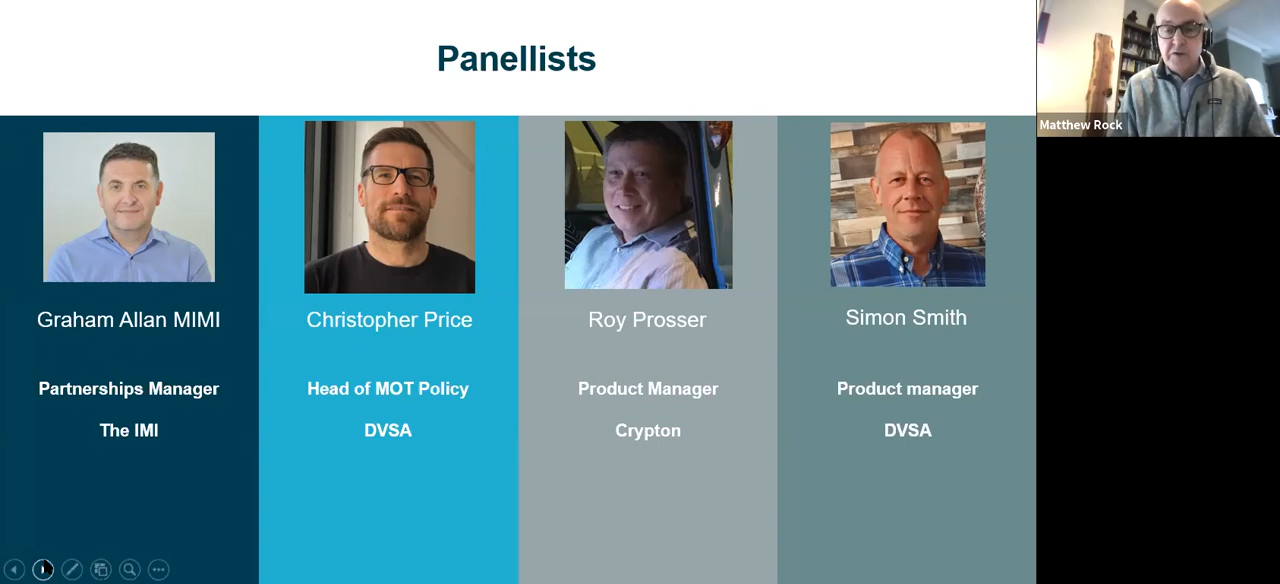 Panellists
Matthew Rock
Graham Allan MIMI
Partnerships Manager
The IMI
Christopher Price
Head of MOT Policy
DVSA
Roy Prosser
Product Manager
Crypton
Simon Smith
Product manager
DVSA